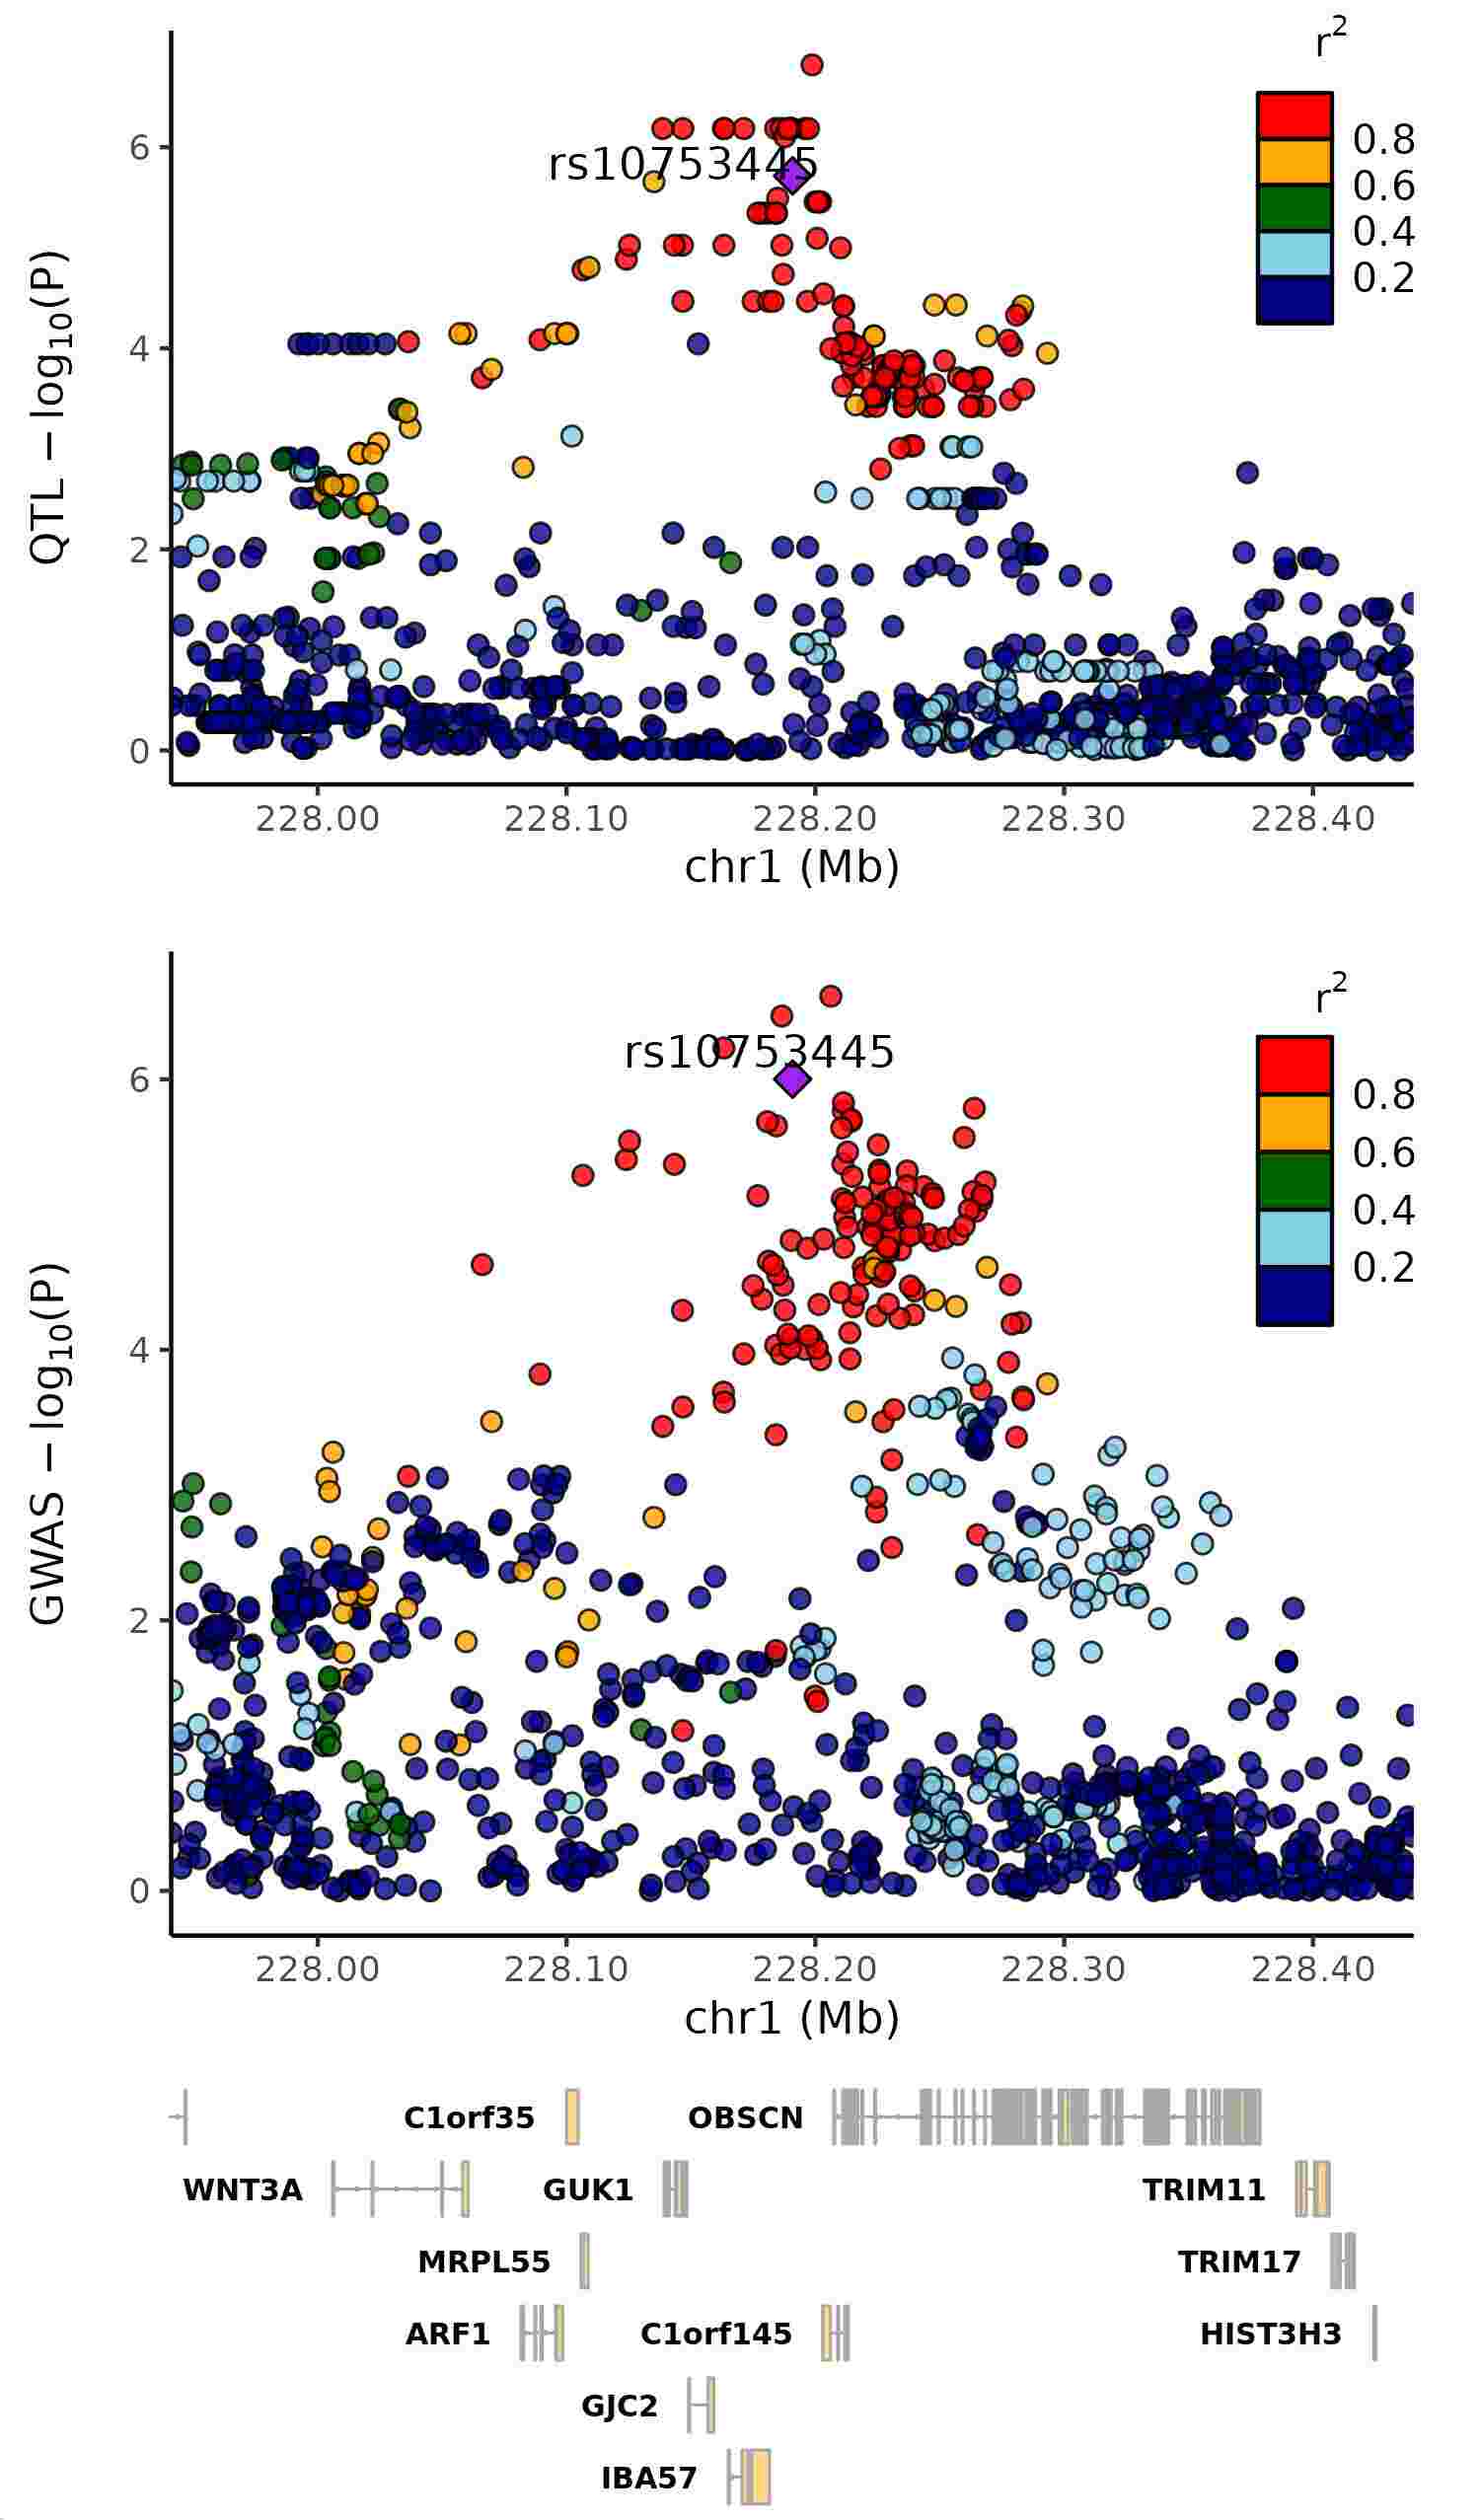 r²
QTL − log₁₀(P)
6
4
2
0
rs10753445
0.8
0.6
0.4
0.2
228.00 228.10 228.20 228.30 228.40
chr1 (Mb)
r²
GWAS − log₁₀(P)
6
4
2
0
rs10753445
0.8
0.6
0.4
0.2
228.00 228.10 228.20 228.30 228.40
chr1 (Mb)
C1orf35 OBSCN
WNT3A GUK1 TRIM11
MRPL55 TRIM17
ARF1 C1orf145 HIST3H3
GJC2
IBA57